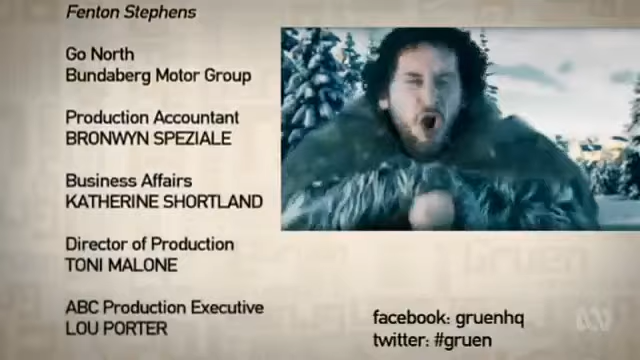 Fenton Stephens
Go North
Bundaberg Motor Group
Production Accountant
BRONWYN SPEZIALE
Business Affairs
KATHERINE SHORTLAND
Director of Production
TONI MALONE
ABC Production Executive
LOU PORTER
gruen
facebook: gruenhq
twitter: #gruen